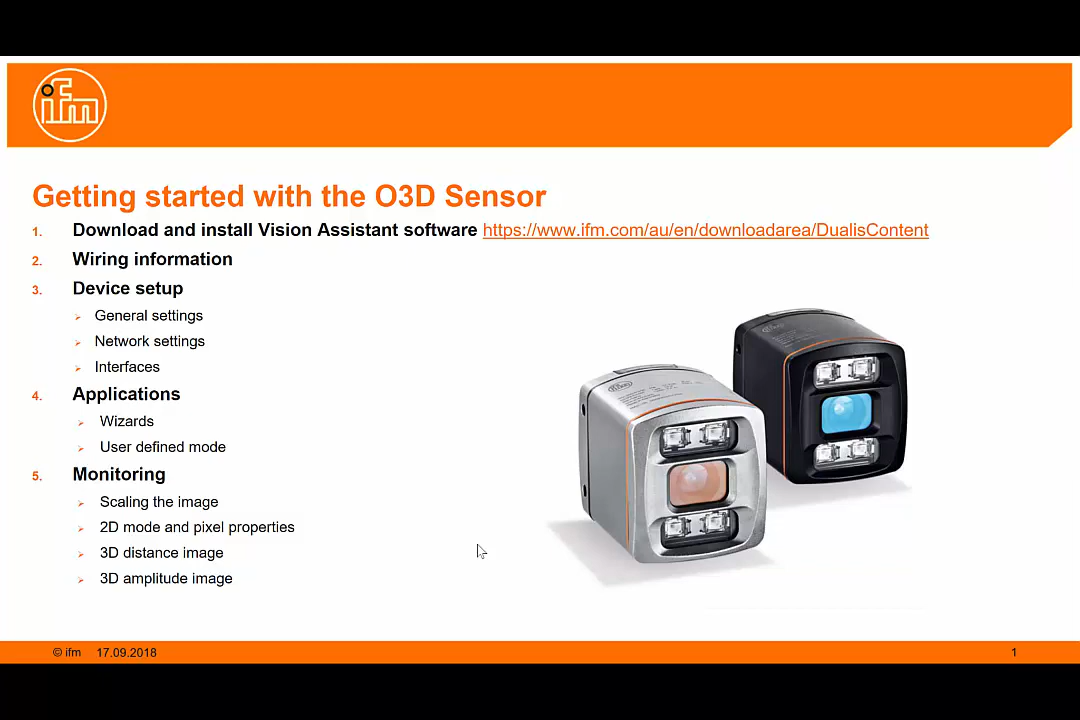 ifm
Getting started with the O3D Sensor
1. Download and install Vision Assistant software https://www.ifm.com/au/en/downloadarea/DualisContent
2. Wiring information
3. Device setup
General settings
Network settings
Interfaces
4. Applications
Wizards
User defined mode
5. Monitoring
Scaling the image
2D mode and pixel properties
3D distance image
3D amplitude image
© ifm 17.09.2018 1